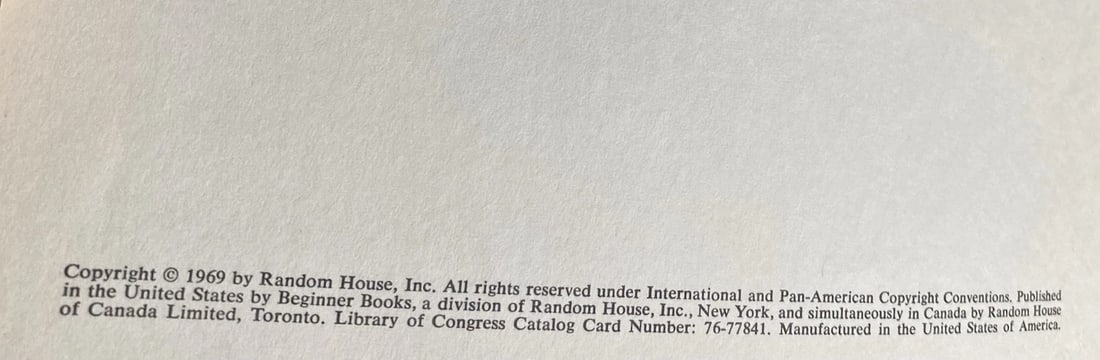 Copyright © 1969 by Random House, Inc. All rights reserved under International and Pan-American Copyright Conventions. Published
in the United States by Beginner Books, a division of Random House, Inc., New York, and simultaneously in Canada by Random House
of Canada Limited, Toronto. Library of Congress Catalog Card Number: 76-77841. Manufactured in the United States of America.